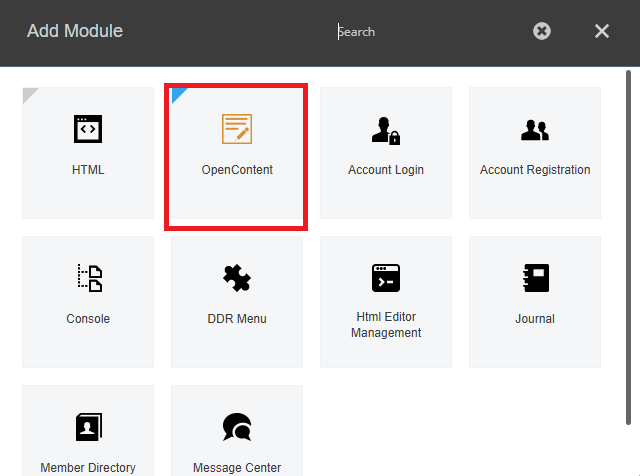 Add Module
Search
HTML
OpenContent
Account Login
Account Registration
Console
DDR Menu
Html Editor
Management
Journal
Member Directory
Message Center